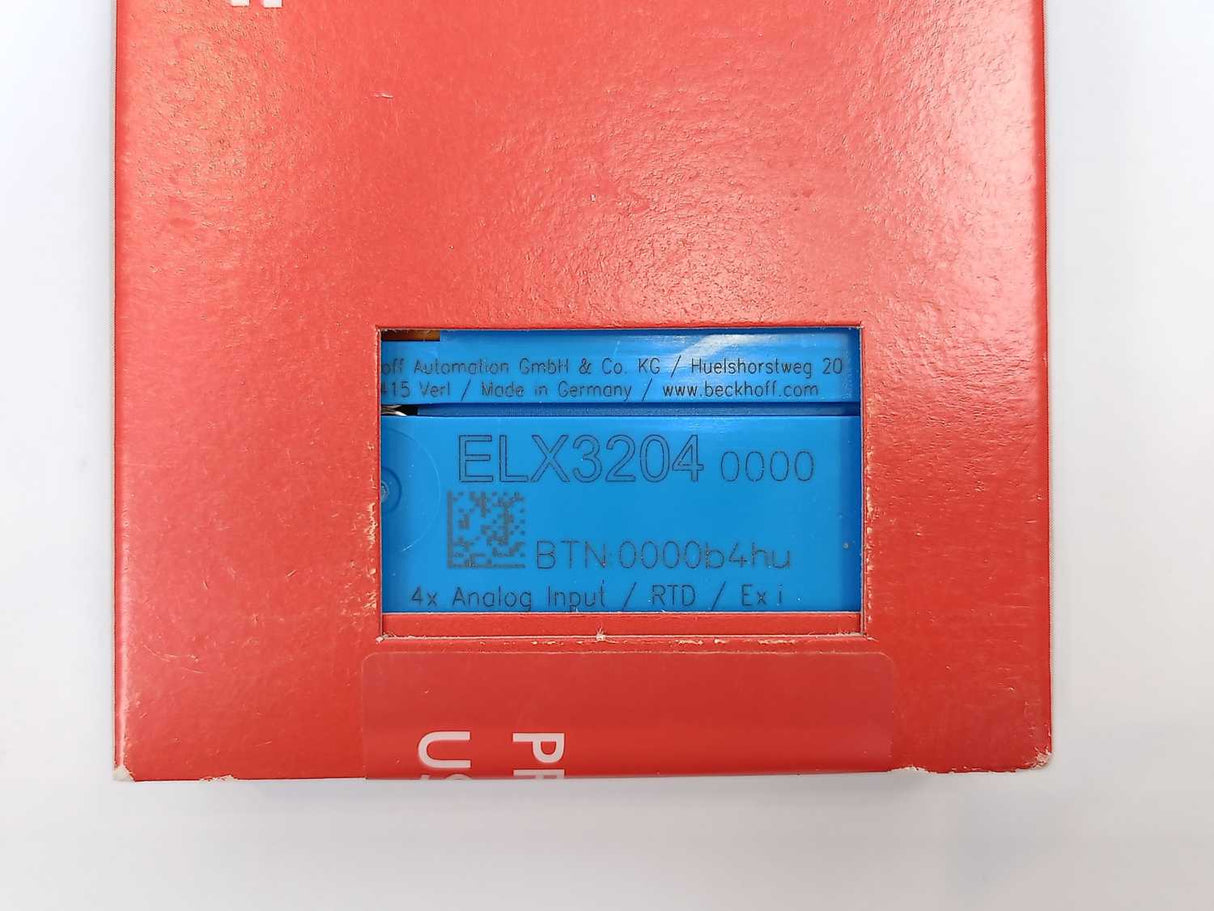 off Automation GmbH & Co. KG / Huelshorstweg 20
415 Verl / Made in Germany / www.beckhoff.com
ELX3204 0000
BTN:0000b4hu
4x Analog Input / RTD / Ex i